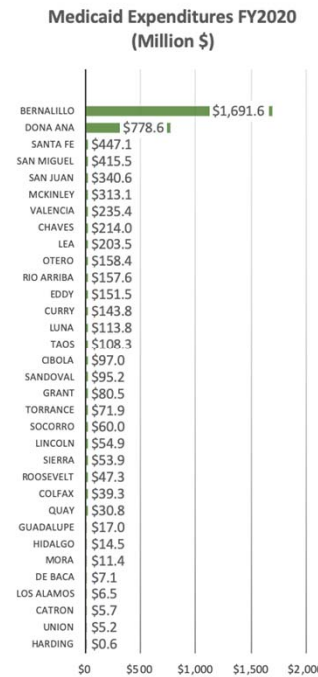 Medicaid Expenditures FY2020
(Million $)
BERNALILLO $1,691.6
DONA ANA $778.6
SANTA FE $447.1
SAN MIGUEL $415.5
SAN JUAN $340.6
MCKINLEY $313.1
VALENCIA $235.4
CHAVES $214.0
LEA $203.5
OTERO $158.4
RIO ARRIBA $157.6
EDDY $151.5
CURRY $143.8
LUNA $113.8
TAOS $108.3
CIBOLA $97.0
SANDOVAL $95.2
GRANT $80.5
TORRANCE $71.9
SOCORRO $60.0
LINCOLN $54.9
SIERRA $53.9
ROOSEVELT $47.3
COLFAX $39.3
QUAY $30.8
GUADALUPE $17.0
HIDALGO $14.5
MORA $11.4
DE BACA $7.1
LOS ALAMOS $6.5
CATRON $5.7
UNION $5.2
HARDING $0.6
$0 $500 $1,000 $1,500 $2,00